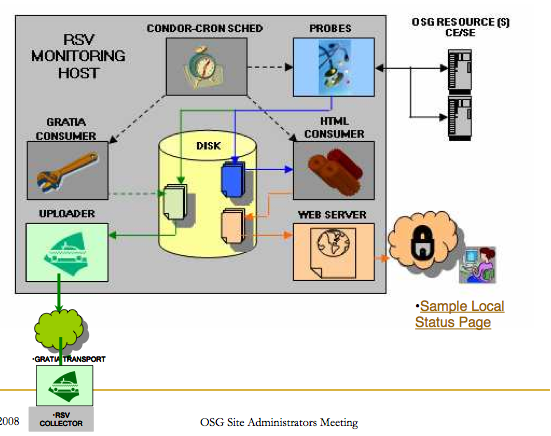 CONDOR-CRON SCHED
PROBES
OSG RESOURCE (S)
CE/SE
RSV
MONITORING
HOST
GRATIA
CONSUMER
HTML
CONSUMER
DISK
UPLOADER
WEB SERVER
•Sample Local
Status Page
•GRATIA TRANSPORT
•RSV
COLLECTOR
2008
OSG Site Administrators Meeting